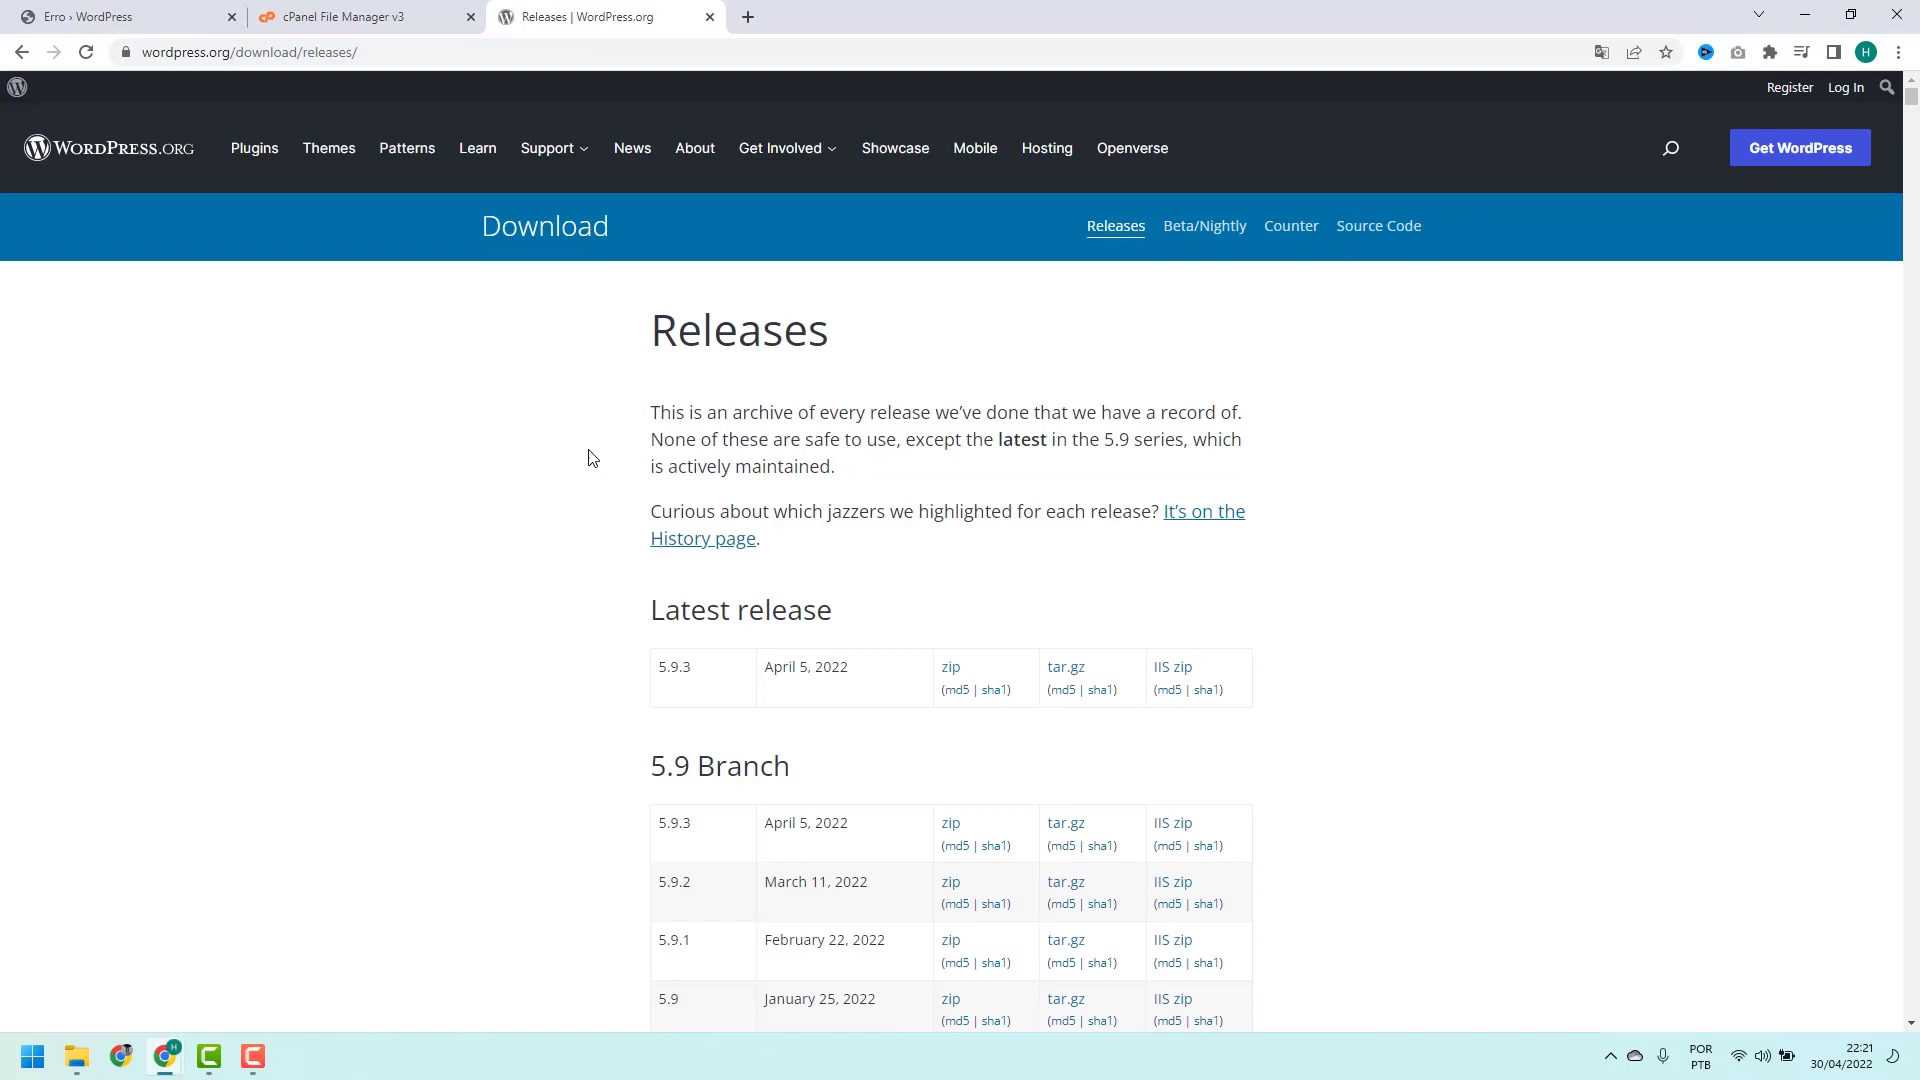 Erro › WordPress
cPanel File Manager v3
Releases | WordPress.org
wordpress.org/download/releases/
H
Register
Log In
WORDPRESS.ORG
Plugins
Themes
Patterns
Learn
Support
News
About
Get Involved
Showcase
Mobile
Hosting
Openverse
Get WordPress
Download
Releases
Beta/Nightly
Counter
Source Code
Releases
This is an archive of every release we’ve done that we have a record of.
None of these are safe to use, except the latest in the 5.9 series, which
is actively maintained.
Curious about which jazzers we highlighted for each release? It’s on the
History page.
Latest release
5.9.3 April 5, 2022 zip tar.gz IIS zip
(md5 | sha1) (md5 | sha1) (md5 | sha1)
5.9 Branch
5.9.3 April 5, 2022 zip tar.gz IIS zip
(md5 | sha1) (md5 | sha1) (md5 | sha1)
5.9.2 March 11, 2022 zip tar.gz IIS zip
(md5 | sha1) (md5 | sha1) (md5 | sha1)
5.9.1 February 22, 2022 zip tar.gz IIS zip
(md5 | sha1) (md5 | sha1) (md5 | sha1)
5.9 January 25, 2022 zip tar.gz IIS zip
(md5 | sha1) (md5 | sha1) (md5 | sha1)
H
POR
PTB
22:21
30/04/2022